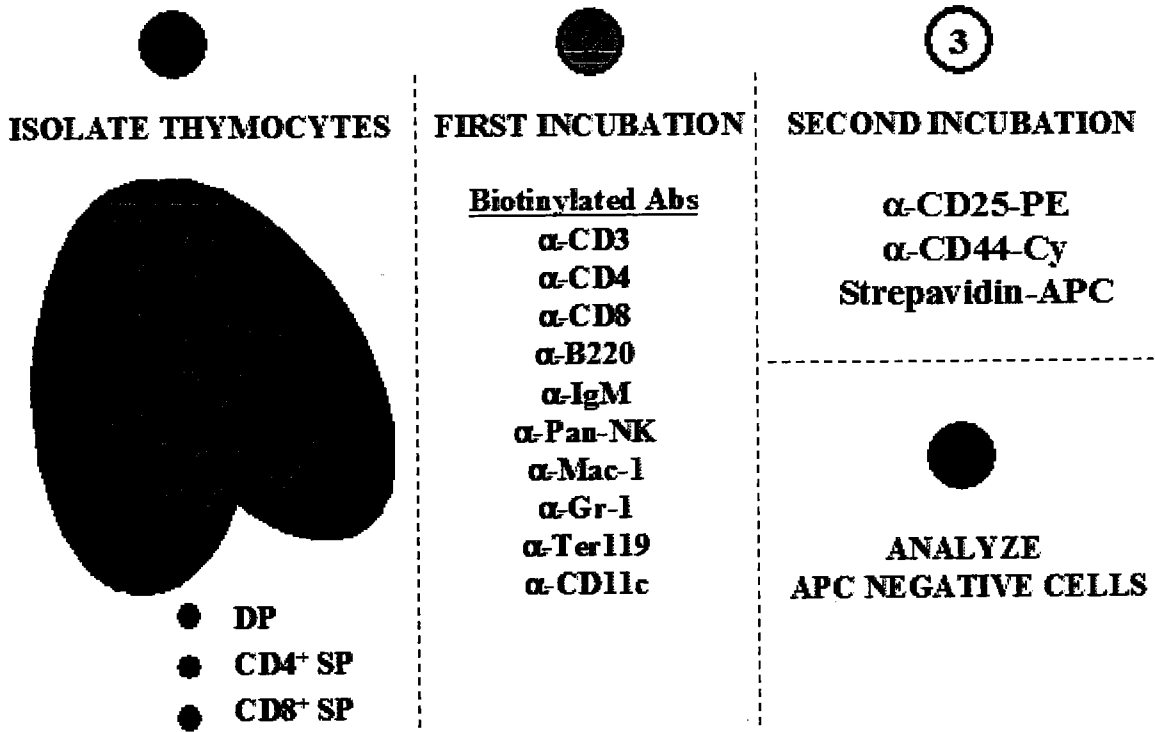 ISOLATE THYMOCYTES
DP
CD4+ SP
CD8+ SP
FIRST INCUBATION
Biotinylated Abs
α-CD3
α-CD4
α-CD8
α-B220
α-IgM
α-Pan-NK
α-Mac-1
α-Gr-1
α-Ter119
α-CD11c
3
SECOND INCUBATION
α-CD25-PE
α-CD44-Cy
Strepavidin-APC
ANALYZE
APC NEGATIVE CELLS